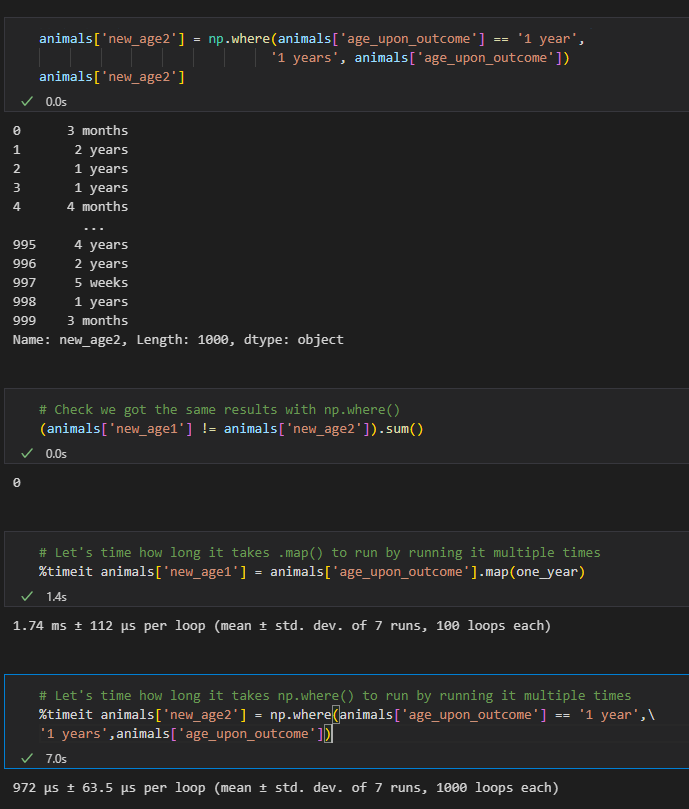 animals['new_age2'] = np.where(animals['age_upon_outcome'] == '1 year',
'1 years', animals['age_upon_outcome'])
animals['new_age2']
✓ 0.0s
0 3 months
1 2 years
2 1 years
3 1 years
4 4 months
...
995 4 years
996 2 years
997 5 weeks
998 1 years
999 3 months
Name: new_age2, Length: 1000, dtype: object
# Check we got the same results with np.where()
(animals['new_age1'] != animals['new_age2']).sum()
✓ 0.0s
0
# Let's time how long it takes .map() to run by running it multiple times
%timeit animals['new_age1'] = animals['age_upon_outcome'].map(one_year)
✓ 1.4s
1.74 ms ± 112 µs per loop (mean ± std. dev. of 7 runs, 100 loops each)
# Let's time how long it takes np.where() to run by running it multiple times
%timeit animals['new_age2'] = np.where(animals['age_upon_outcome'] == '1 year',\
'1 years',animals['age_upon_outcome'])
✓ 7.0s
972 µs ± 63.5 µs per loop (mean ± std. dev. of 7 runs, 1000 loops each)